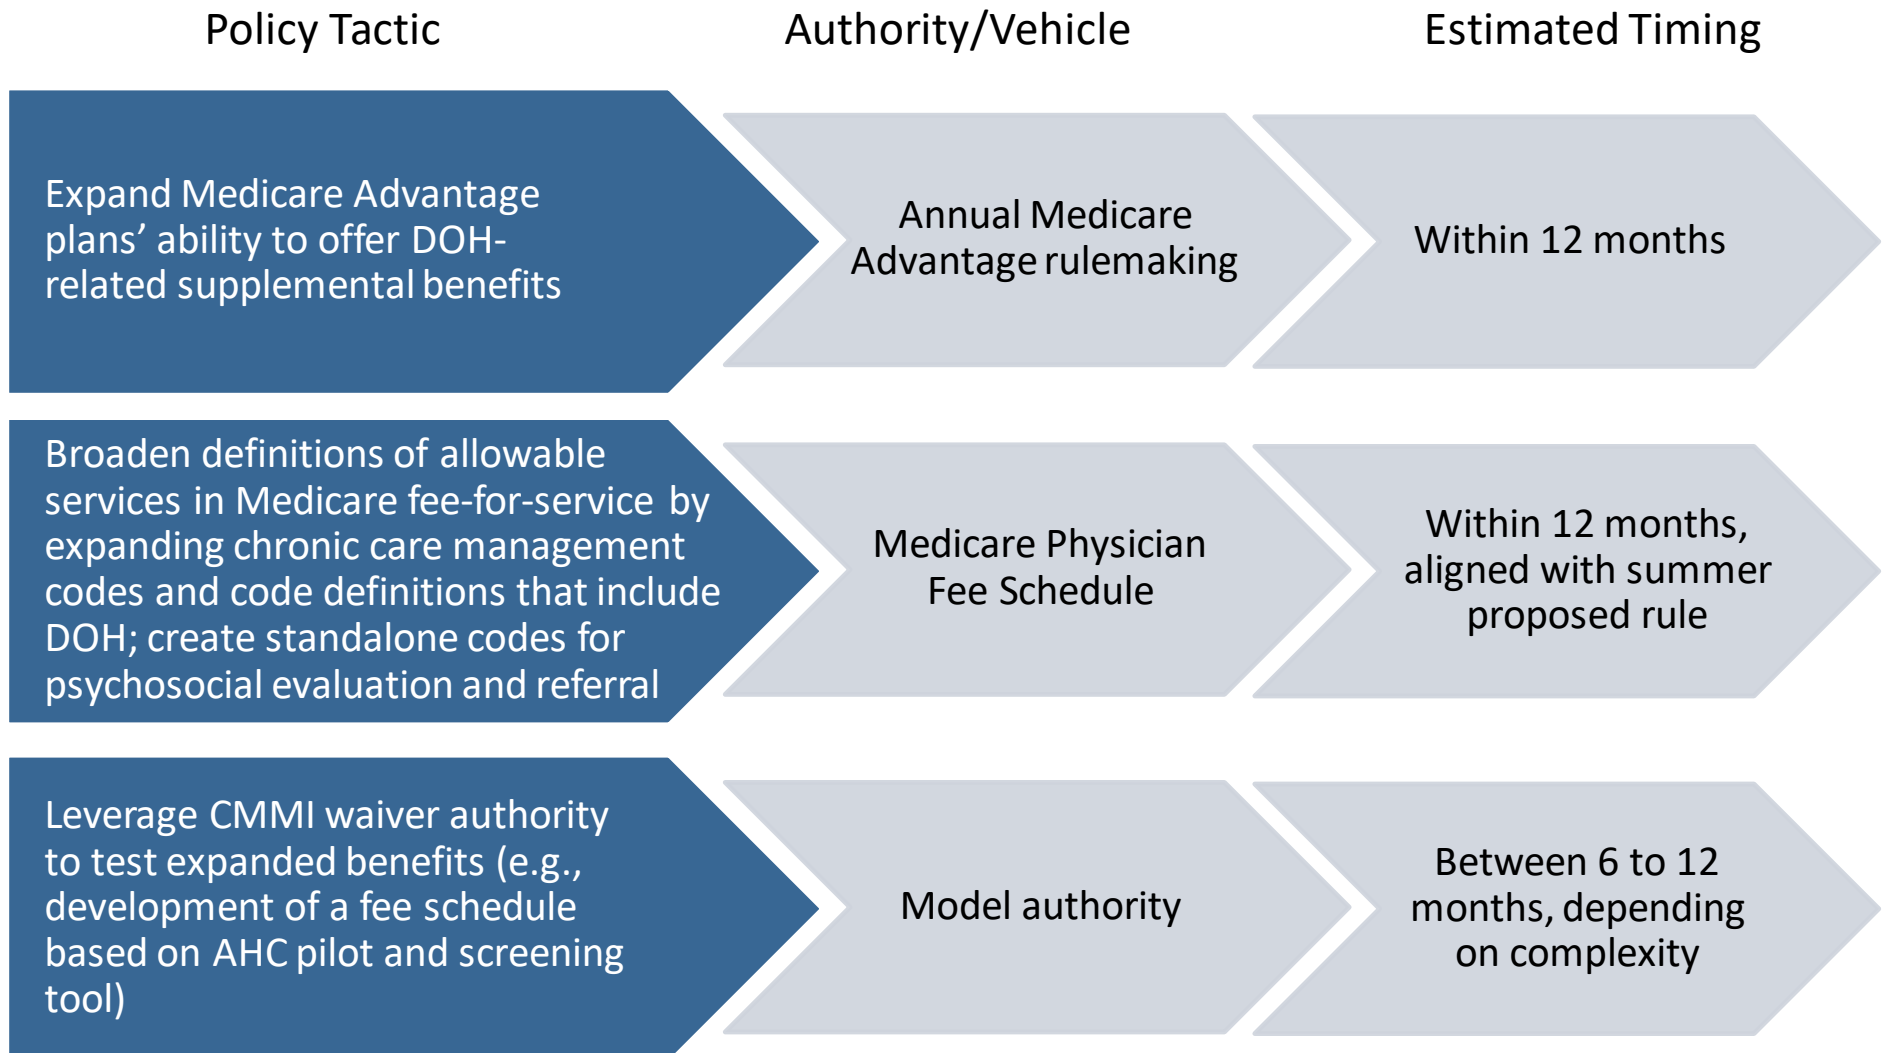 Policy Tactic
Authority/Vehicle
Estimated Timing
Expand Medicare Advantage
plans’ ability to offer DOH-
related supplemental benefits
Annual Medicare
Advantage rulemaking
Within 12 months
Broaden definitions of allowable
services in Medicare fee-for-service by
expanding chronic care management
codes and code definitions that include
DOH; create standalone codes for
psychosocial evaluation and referral
Medicare Physician
Fee Schedule
Within 12 months,
aligned with summer
proposed rule
Leverage CMMI waiver authority
to test expanded benefits (e.g.,
development of a fee schedule
based on AHC pilot and screening
tool)
Model authority
Between 6 to 12
months, depending
on complexity